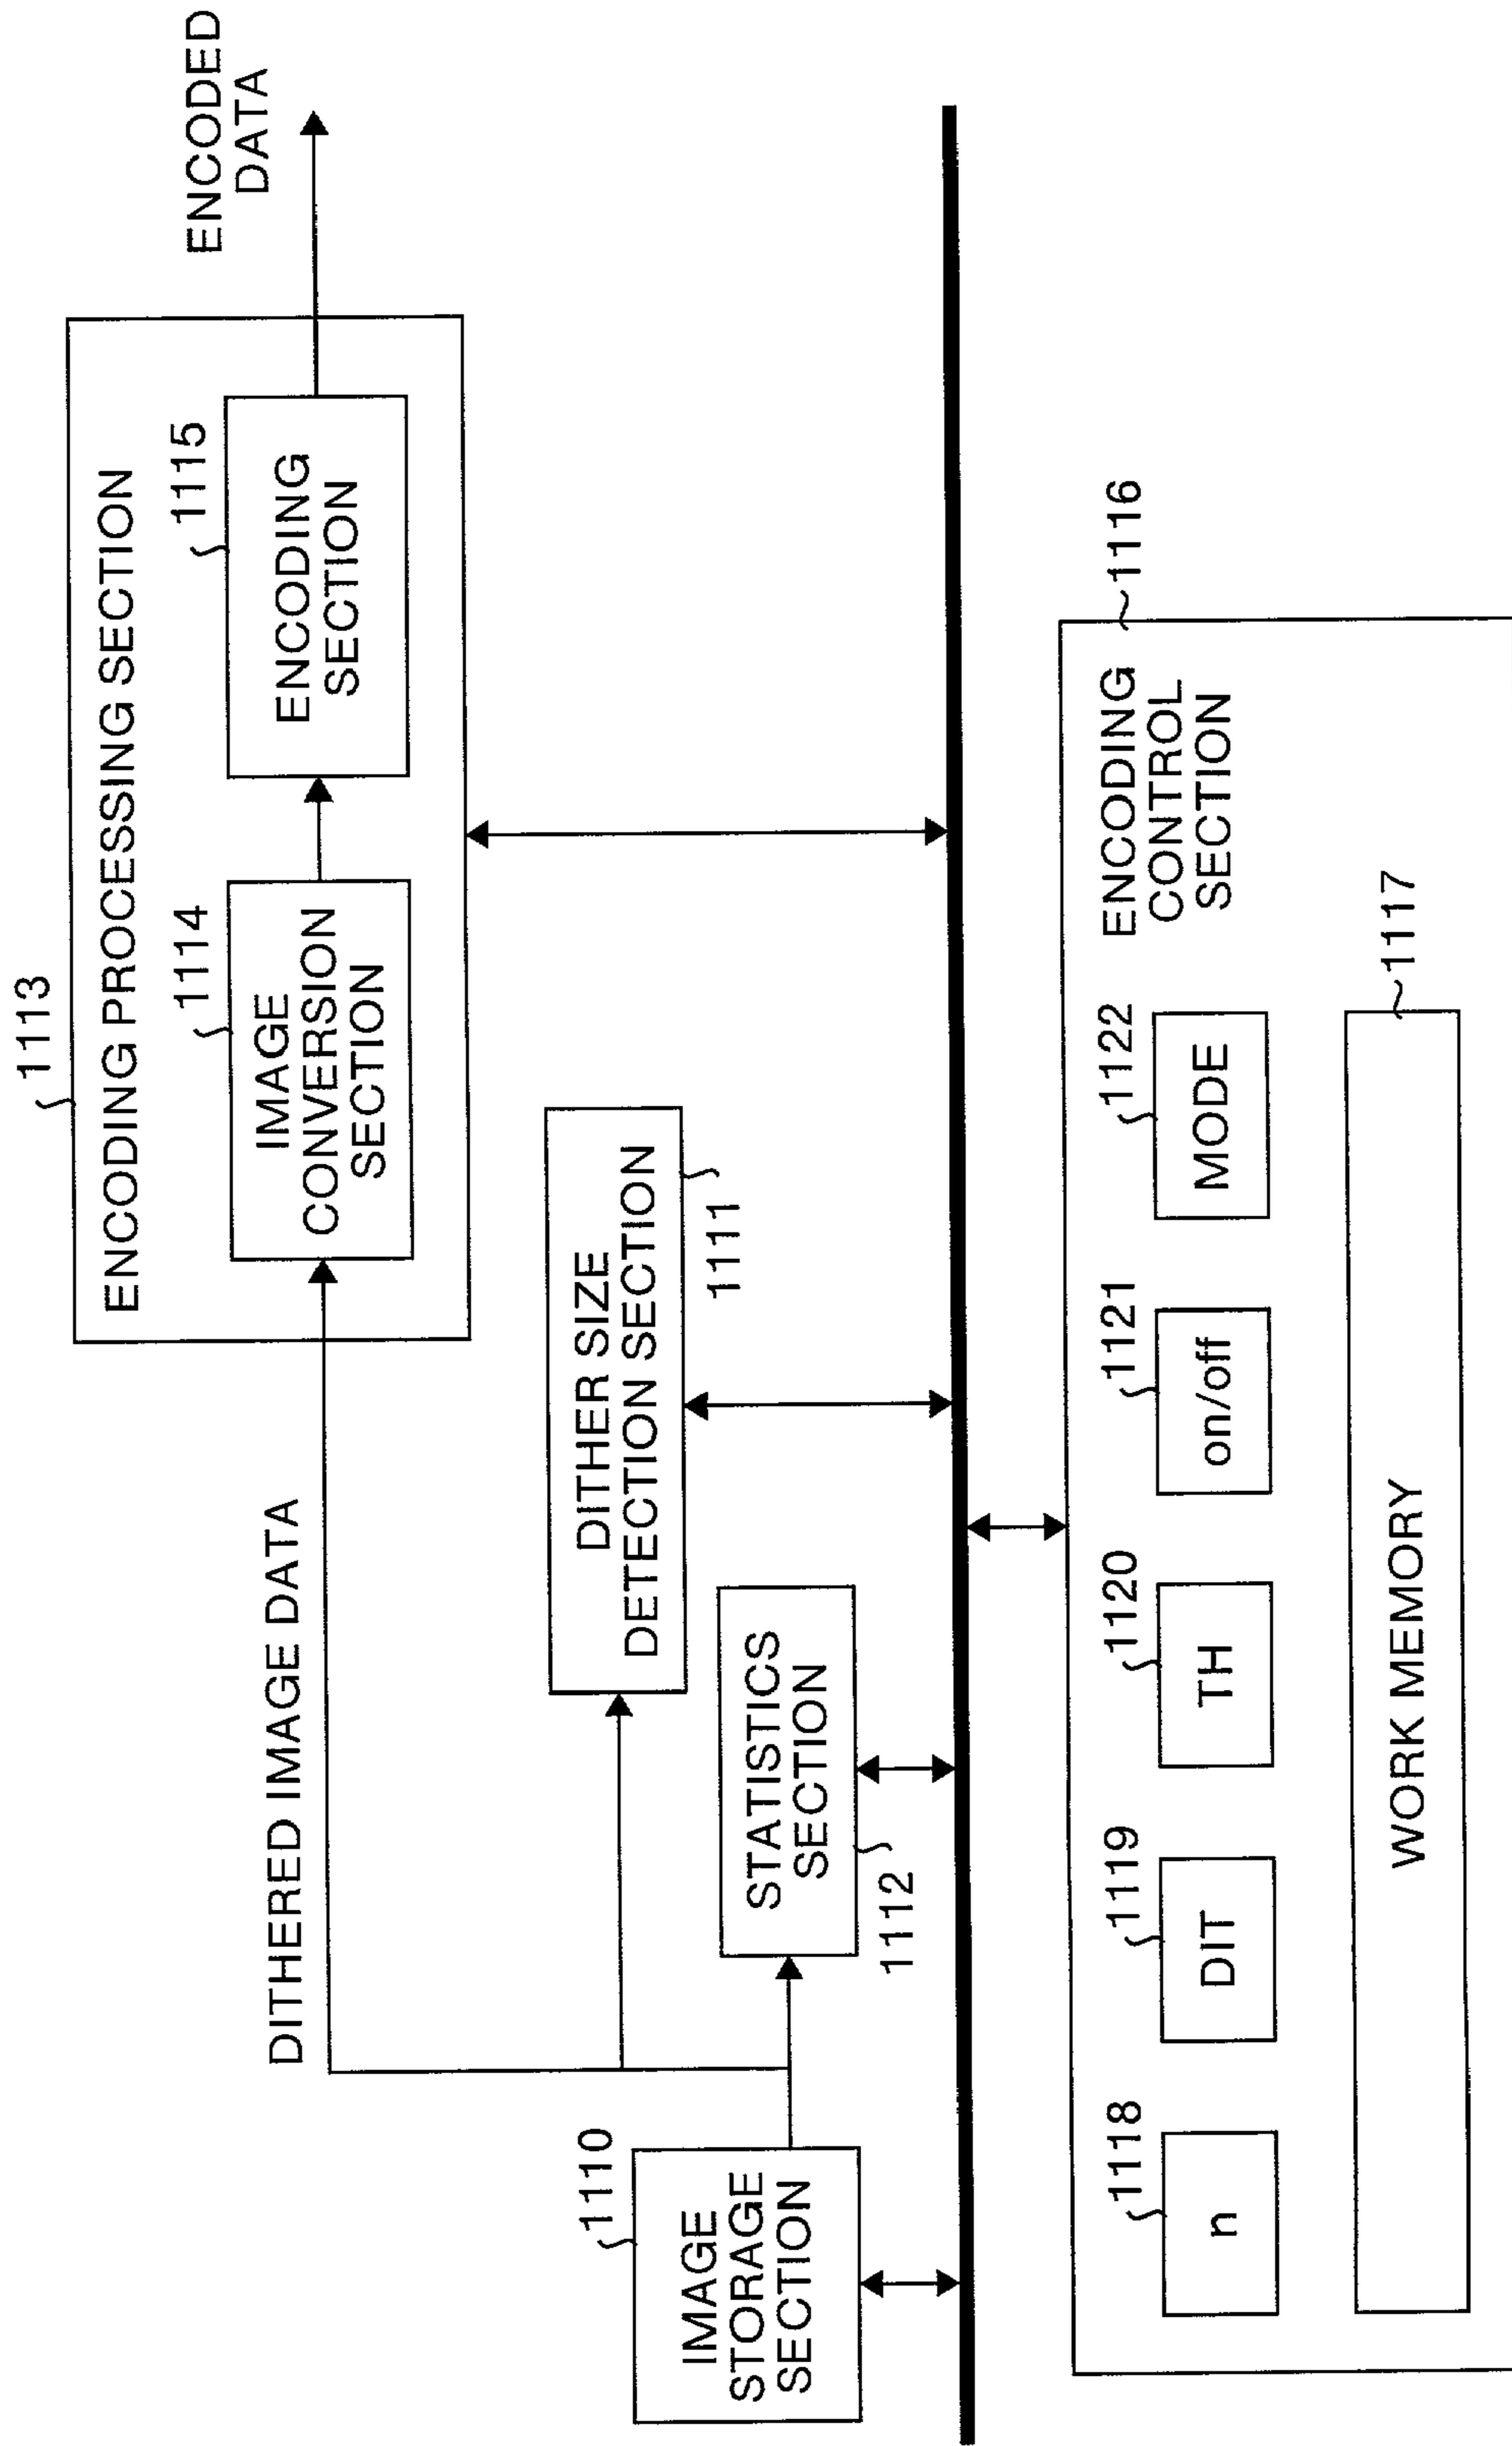 1113
ENCODING PROCESSING SECTION
1114
IMAGE
CONVERSION
SECTION
1115
ENCODING
SECTION
ENCODED
DATA
DITHERED IMAGE DATA
DITHER SIZE
DETECTION SECTION
1111
1110
IMAGE
STORAGE
SECTION
STATISTICS
SECTION
1112
ENCODING
CONTROL
SECTION
1116
1118
n
1119
DIT
1120
TH
1121
on/off
1122
MODE
WORK MEMORY
1117